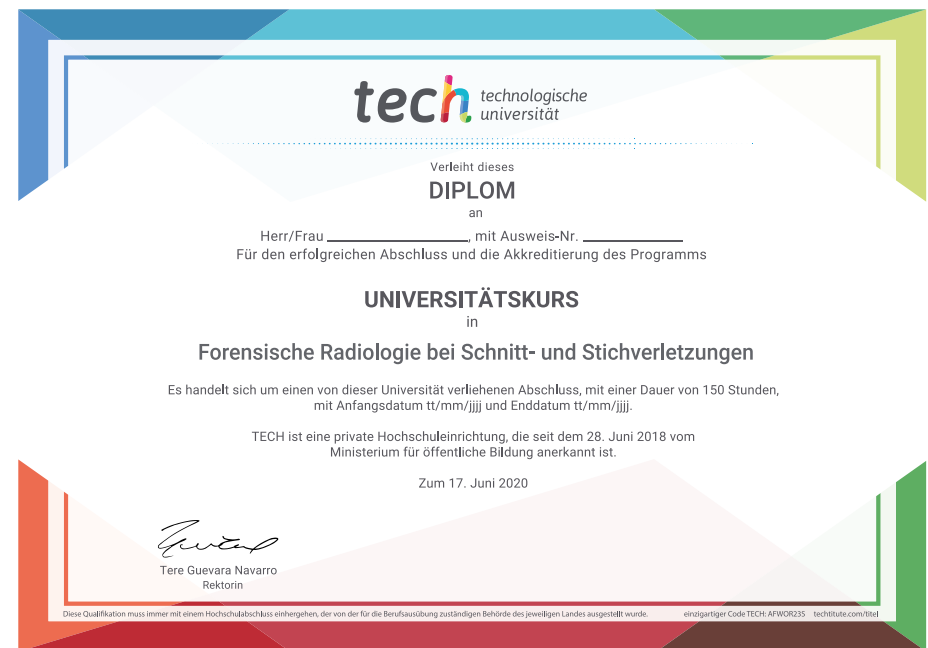 tech technologische
universität
Verleiht dieses
DIPLOM
an
Herr/Frau ____________, mit Ausweis-Nr. ____________
Für den erfolgreichen Abschluss und die Akkreditierung des Programms
UNIVERSITÄTSKURS
in
Forensische Radiologie bei Schnitt- und Stichverletzungen
Es handelt sich um einen von dieser Universität verliehenen Abschluss, mit einer Dauer von 150 Stunden,
mit Anfangsdatum tt/mm/jjjj und Enddatum tt/mm/jjjj.
TECH ist eine private Hochschuleinrichtung, die seit dem 28. Juni 2018 vom
Ministerium für öffentliche Bildung anerkannt ist.
Zum 17. Juni 2020
Tere Guevara Navarro
Rektorin
Diese Qualifikation muss immer mit einem Hochschulabschluss einhergehen, der von der für die Berufsausübung zuständigen Behörde des jeweiligen Landes ausgestellt wurde. einzigartiger Code TECH: AFWOR23S techtitute.com/titel